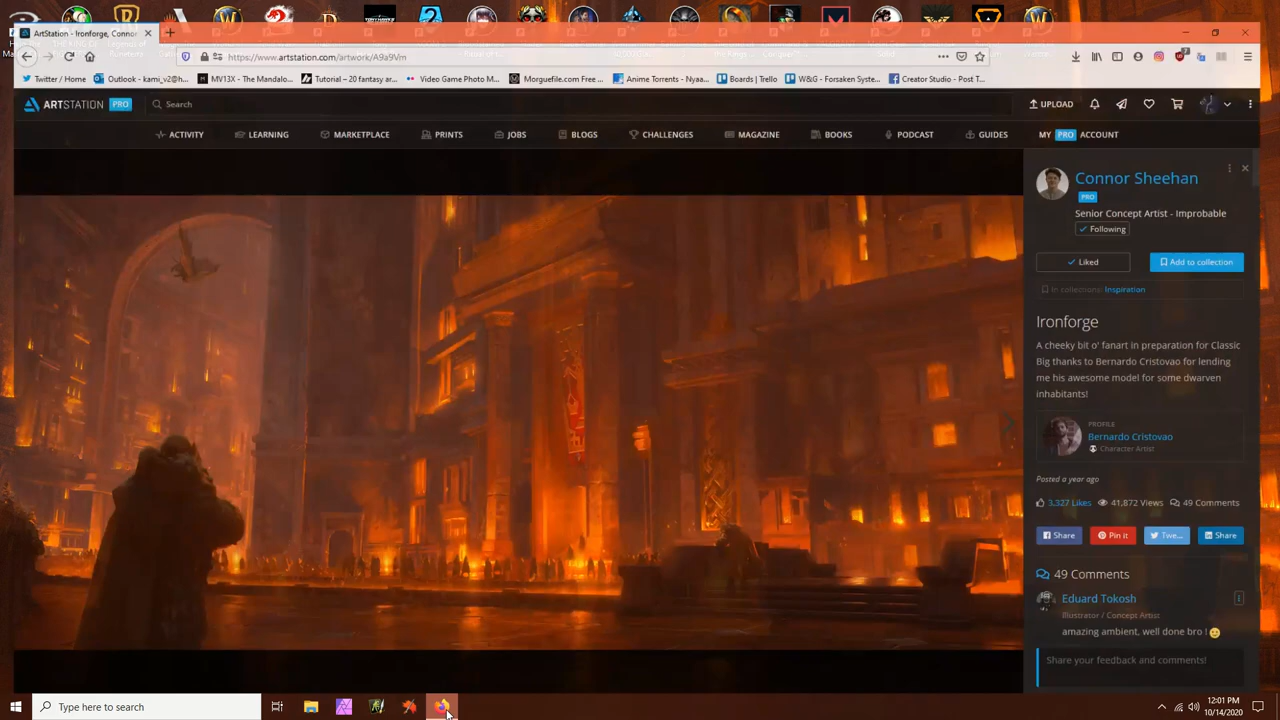 ArtStation - Ironforge, Connor
https://www.artstation.com/artwork/A9a9Vm
Twitter / Home
Outlook - kami_v2@h...
MV13X - The Mandalo...
Tutorial – 20 fantasy ar...
Video Game Photo M...
Morguefile.com Free ...
Anime Torrents - Nyaa...
Boards | Trello
W&G - Forsaken System...
Creator Studio - Post T...
ARTSTATION PRO
Search
UPLOAD
ACTIVITY
LEARNING
MARKETPLACE
PRINTS
JOBS
BLOGS
CHALLENGES
MAGAZINE
BOOKS
PODCAST
GUIDES
MY PRO ACCOUNT
Connor Sheehan
PRO
Senior Concept Artist - Improbable
Following
Liked
Add to collection
In collections: Inspiration
Ironforge
A cheeky bit o' fanart in preparation for Classic
Big thanks to Bernardo Cristovao for lending
me his awesome model for some dwarven
inhabitants!
PROFILE
Bernardo Cristovao
Character Artist
Posted a year ago
3,327 Likes
41,872 Views
49 Comments
Share
Pin it
Twe...
Share
49 Comments
Eduard Tokosh
Illustrator / Concept Artist
amazing ambient, well done bro !
Share your feedback and comments!
Type here to search
12:01 PM
10/14/2020